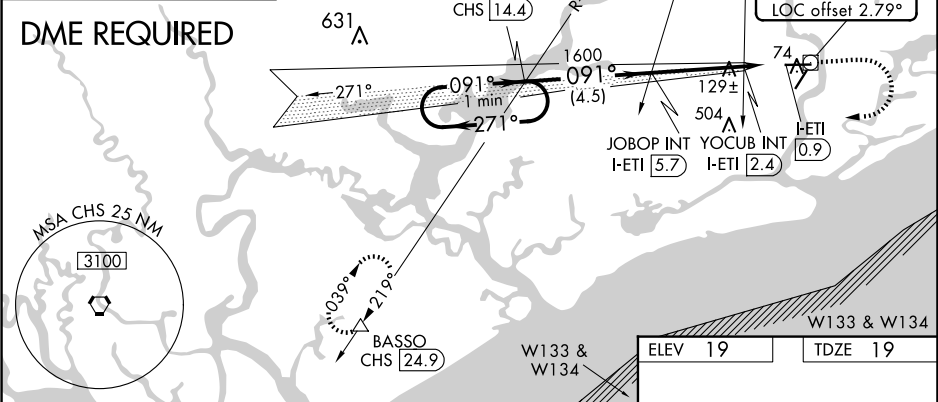 DME REQUIRED
631
CHS 14.4
R
LOC offset 2.79°
1600
74
271°
091°
1 min
091°
(4.5)
129±
271°
504
JOBOP INT
I-ETI 5.7
YOCUB INT
I-ETI 2.4
I-ETI
0.9
MSA CHS 25 NM
3100
039°
219°
BASSO
CHS 24.9
W133 & W134
W133 &
W134
ELEV 19
TDZE 19